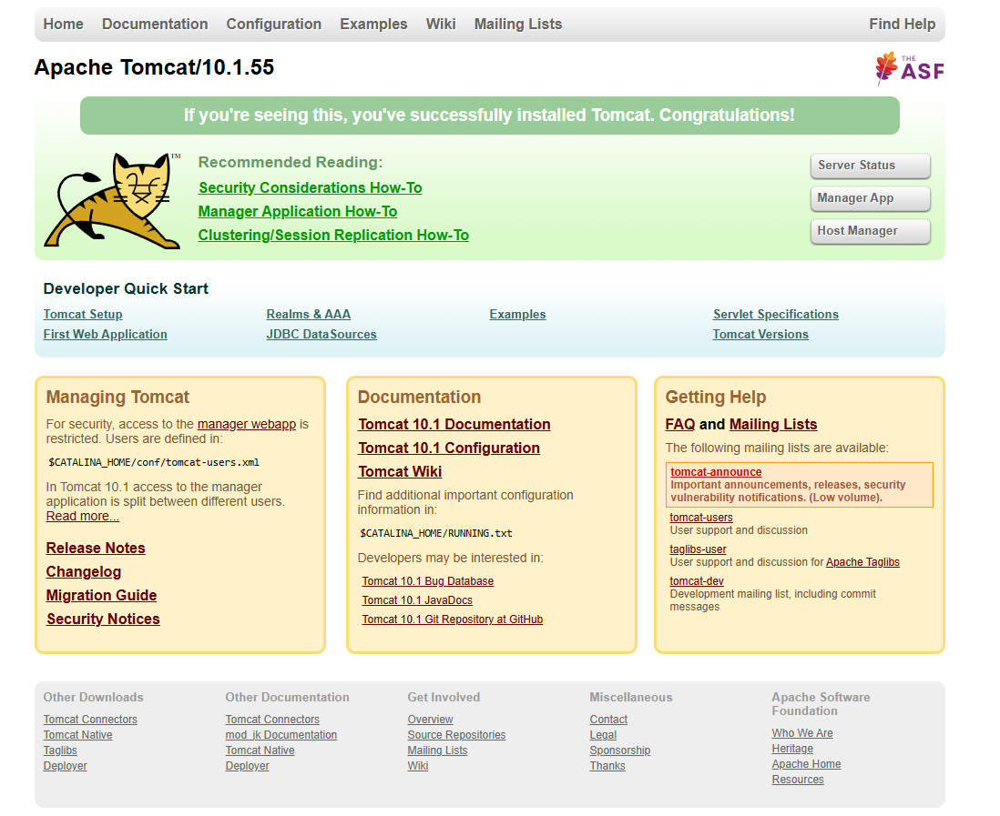 Home Documentation Configuration Examples Wiki Mailing Lists Find Help
Apache Tomcat/10.1.55
THE
ASF
If you're seeing this, you've successfully installed Tomcat. Congratulations!
TM
Recommended Reading:
Security Considerations How-To
Manager Application How-To
Clustering/Session Replication How-To
Server Status
Manager App
Host Manager
Developer Quick Start
Tomcat Setup
First Web Application
Realms & AAA
JDBC DataSources
Examples
Servlet Specifications
Tomcat Versions
Managing Tomcat
For security, access to the manager webapp is
restricted. Users are defined in:
$CATALINA_HOME/conf/tomcat-users.xml
In Tomcat 10.1 access to the manager
application is split between different users.
Read more...
Release Notes
Changelog
Migration Guide
Security Notices
Documentation
Tomcat 10.1 Documentation
Tomcat 10.1 Configuration
Tomcat Wiki
Find additional important configuration
information in:
$CATALINA_HOME/RUNNING.txt
Developers may be interested in:
Tomcat 10.1 Bug Database
Tomcat 10.1 JavaDocs
Tomcat 10.1 Git Repository at GitHub
Getting Help
FAQ and Mailing Lists
The following mailing lists are available:
tomcat-announce
Important announcements, releases, security
vulnerability notifications. (Low volume).
tomcat-users
User support and discussion
taglibs-user
User support and discussion for Apache Taglibs
tomcat-dev
Development mailing list, including commit
messages
Other Downloads
Tomcat Connectors
Tomcat Native
Taglibs
Deployer
Other Documentation
Tomcat Connectors
mod_jk Documentation
Tomcat Native
Deployer
Get Involved
Overview
Source Repositories
Mailing Lists
Wiki
Miscellaneous
Contact
Legal
Sponsorship
Thanks
Apache Software
Foundation
Who We Are
Heritage
Apache Home
Resources